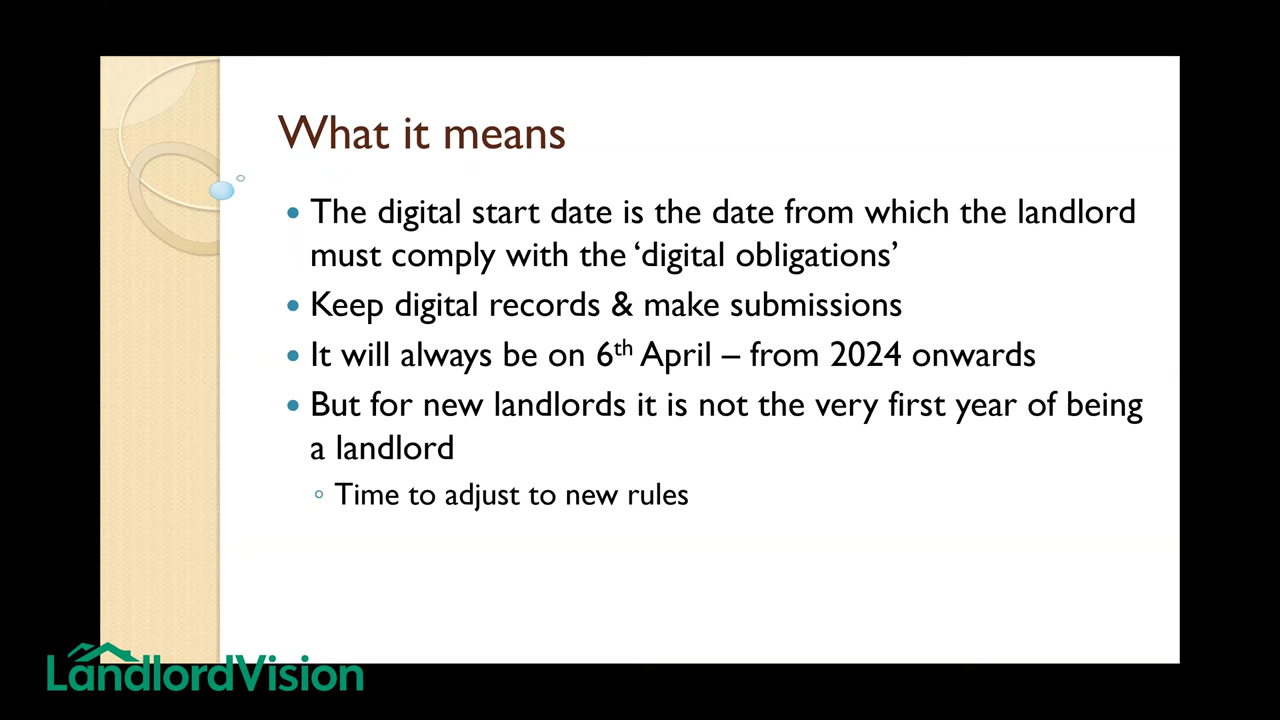 What it means
• The digital start date is the date from which the landlord
must comply with the ‘digital obligations’
• Keep digital records & make submissions
• It will always be on 6th April – from 2024 onwards
• But for new landlords it is not the very first year of being
a landlord
◦ Time to adjust to new rules
LandlordVision